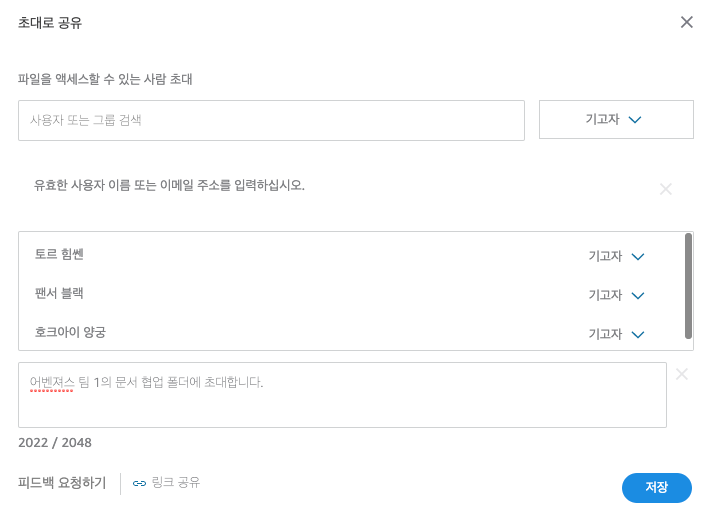 초대로 공유
파일을 액세스할 수 있는 사람 초대
사용자 또는 그룹 검색
기고자
유효한 사용자 이름 또는 이메일 주소를 입력하십시오.
토르 힘쎈
기고자
팬서 블랙
기고자
호크아이 양궁
기고자
어벤져스 팀 1의 문서 협업 폴더에 초대합니다.
2022 / 2048
피드백 요청하기
링크 공유
저장